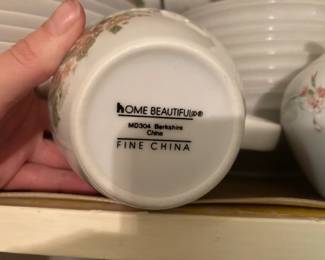 hOME BEAUTIFUL®
MD304 Berkshire
China
FINE CHINA